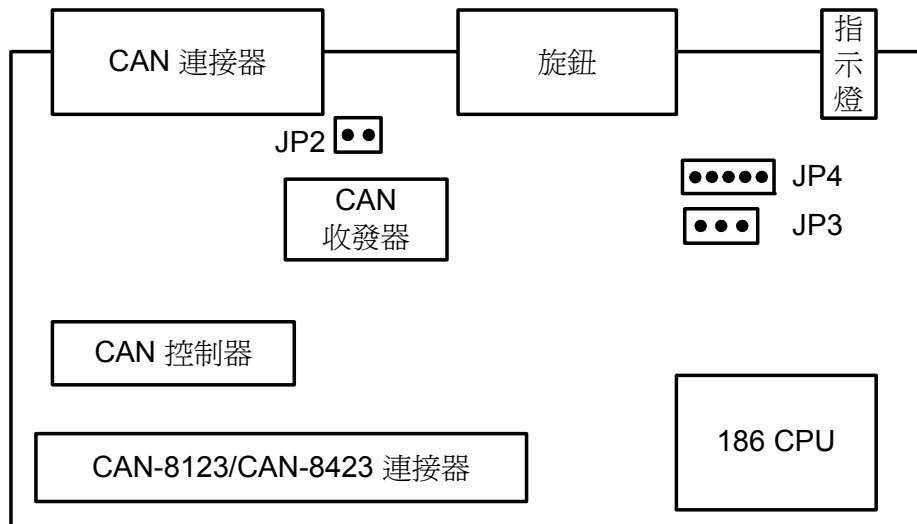 CAN 連接器
旋鈕
指示燈
JP2
JP4
CAN
收發器
JP3
CAN 控制器
186 CPU
CAN-8123/CAN-8423 連接器